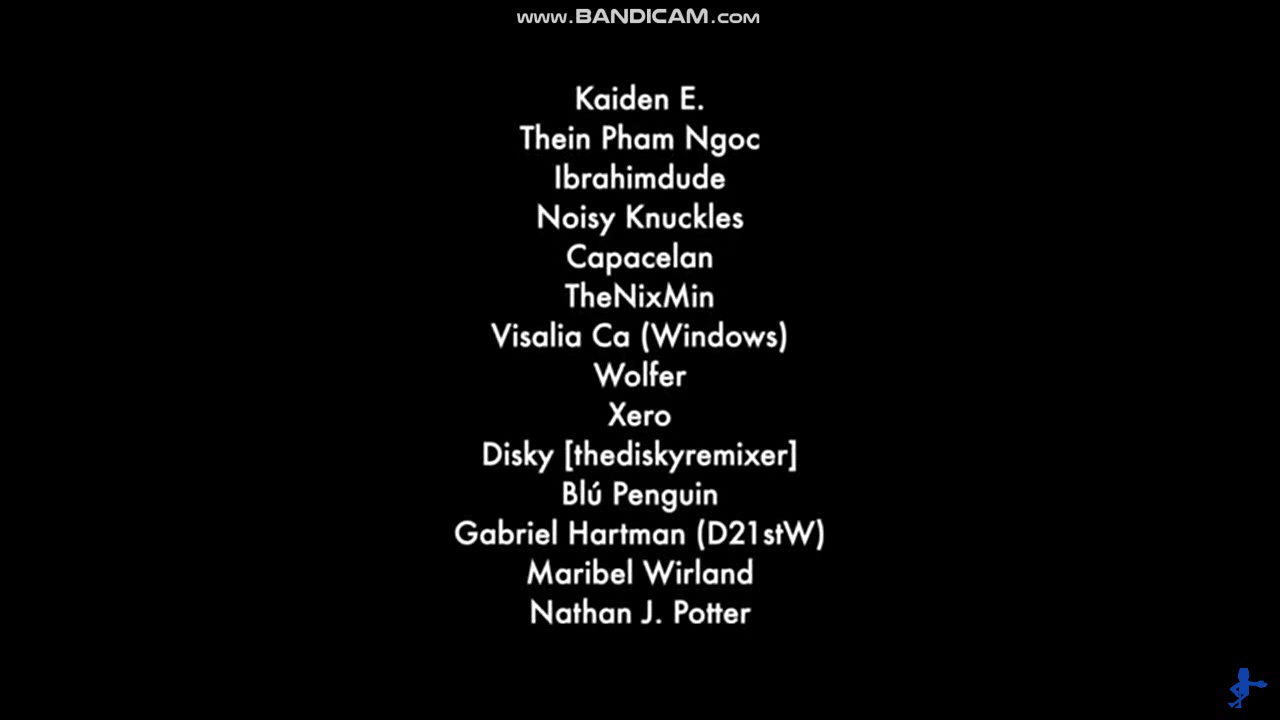 www.BANDICAM.com
Kaiden E.
Thein Pham Ngoc
Ibrahimdude
Noisy Knuckles
Capacelan
TheNixMin
Visalia Ca (Windows)
Wolfer
Xero
Disky [thediskyremixer]
Blú Penguin
Gabriel Hartman (D21stW)
Maribel Wirland
Nathan J. Potter